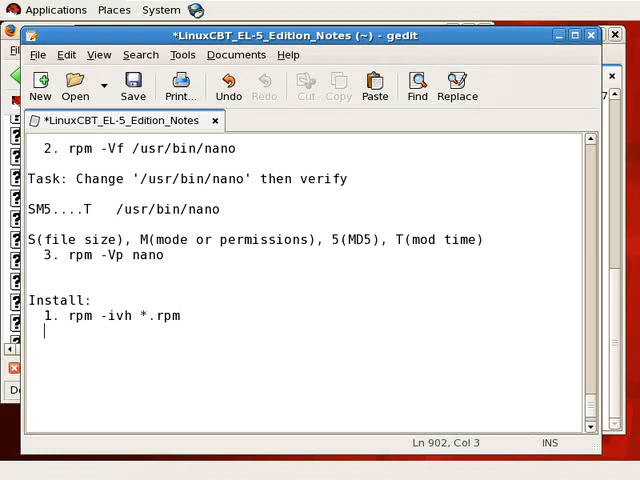 Applications Places System
*LinuxCBT_EL-5_Edition_Notes (~) - gedit
File Edit View Search Tools Documents Help
New Open Save Print... Undo Redo Cut Copy Paste Find Replace
*LinuxCBT_EL-5_Edition_Notes
2. rpm -Vf /usr/bin/nano
Task: Change '/usr/bin/nano' then verify
SM5....T /usr/bin/nano
S(file size), M(mode or permissions), 5(MD5), T(mod time)
3. rpm -Vp nano
Install:
1. rpm -ivh *.rpm
Ln 902, Col 3 INS